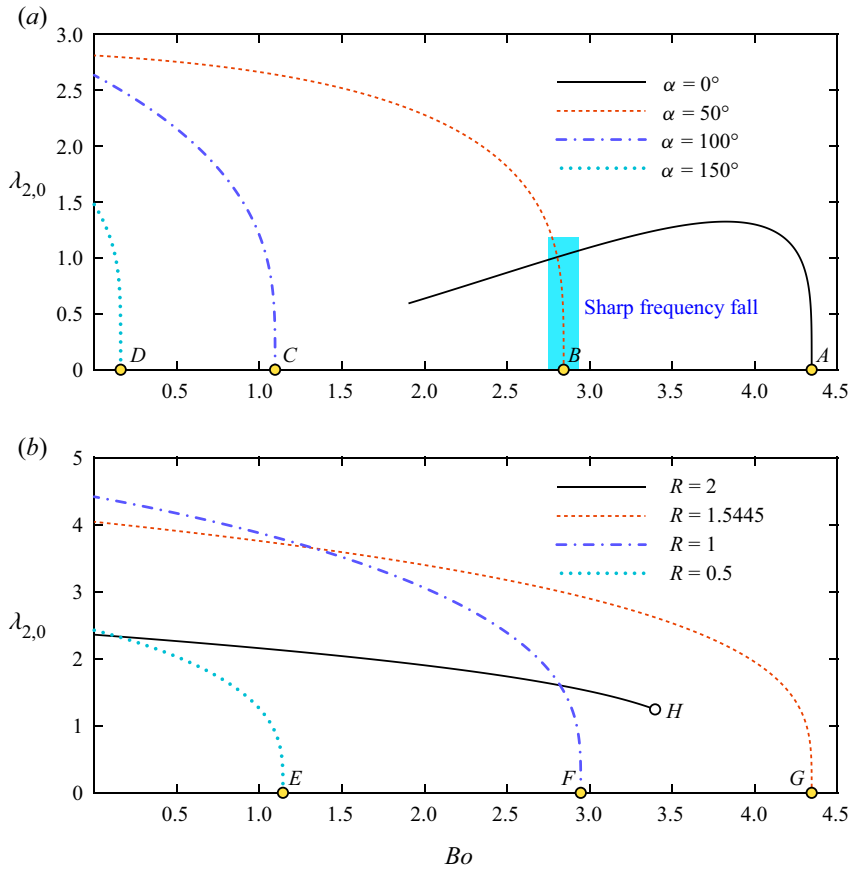 (a)
3.0
2.5
2.0
1.5
1.0
0.5
0
λ2,0
α = 0°
α = 50°
α = 100°
α = 150°
Sharp frequency fall
D
C
B
A
0.5 1.0 1.5 2.0 2.5 3.0 3.5 4.0 4.5
(b)
5
4
3
2
1
0
λ2,0
R = 2
R = 1.5445
R = 1
R = 0.5
H
E
F
G
0.5 1.0 1.5 2.0 2.5 3.0 3.5 4.0 4.5
Bo